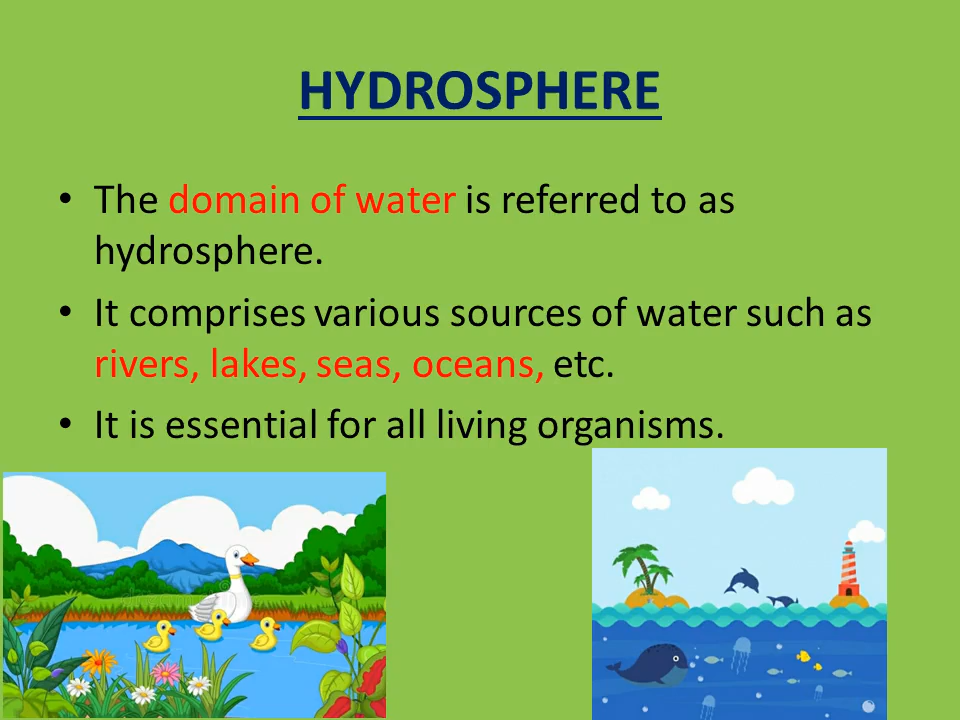 HYDROSPHERE
• The domain of water is referred to as
hydrosphere.
• It comprises various sources of water such as
rivers, lakes, seas, oceans, etc.
• It is essential for all living organisms.